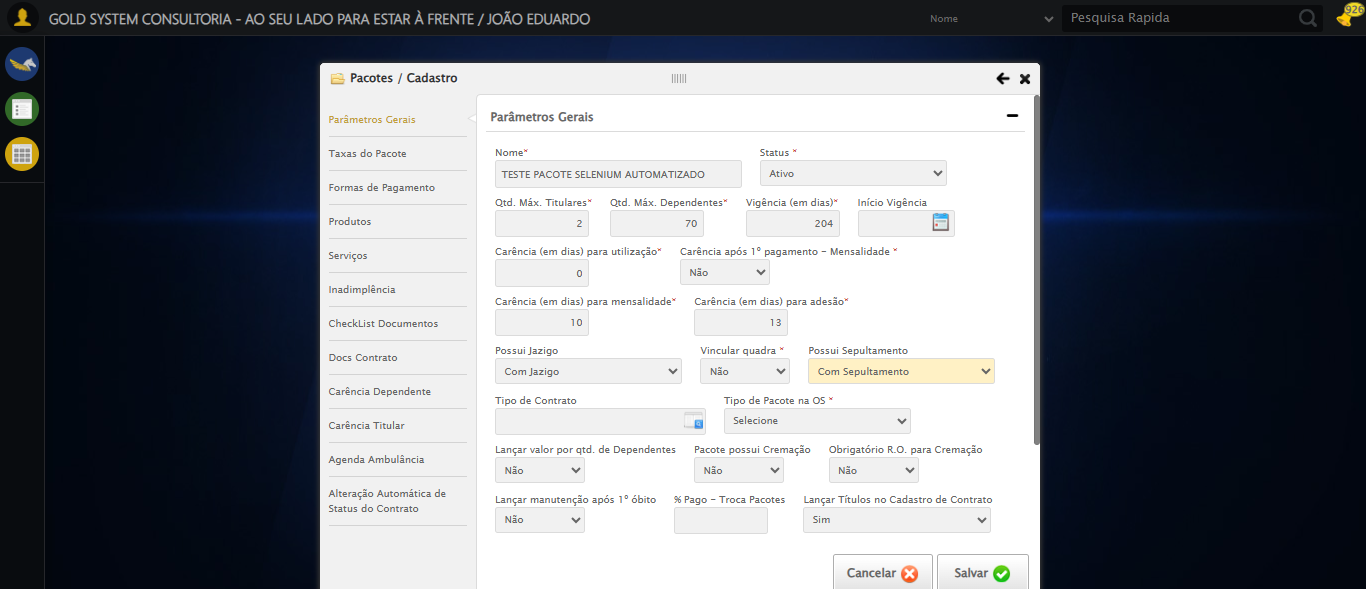 GOLD SYSTEM CONSULTORIA - AO SEU LADO PARA ESTAR À FRENTE / JOÃO EDUARDO
Nome
Pesquisa Rapida
926
Pacotes / Cadastro
Parâmetros Gerais
Taxas do Pacote
Formas de Pagamento
Produtos
Serviços
Inadimplência
CheckList Documentos
Docs Contrato
Carência Dependente
Carência Titular
Agenda Ambulância
Alteração Automática de
Status do Contrato
Parâmetros Gerais
Nome* Status *
TESTE PACOTE SELENIUM AUTOMATIZADO Ativo
Qtd. Máx. Titulares* Qtd. Máx. Dependentes* Vigência (em dias)* Início Vigência
2 70 204
Carência (em dias) para utilização* Carência após 1º pagamento - Mensalidade *
0 Não
Carência (em dias) para mensalidade* Carência (em dias) para adesão*
10 13
Possui Jazigo Vincular quadra * Possui Sepultamento
Com Jazigo Não Com Sepultamento
Tipo de Contrato Tipo de Pacote na OS *
Selecione
Lançar valor por qtd. de Dependentes Pacote possui Cremação Obrigatório R.O. para Cremação
Não Não Não
Lançar manutenção após 1º óbito % Pago - Troca Pacotes Lançar Títulos no Cadastro de Contrato
Não Sim
Cancelar Salvar